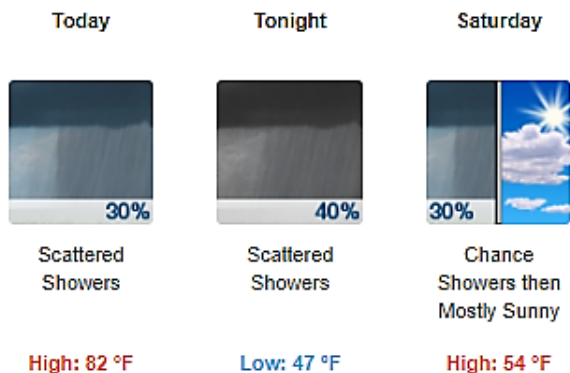 Today
30%
Scattered
Showers
High: 82 °F
Tonight
40%
Scattered
Showers
Low: 47 °F
Saturday
30%
Chance
Showers then
Mostly Sunny
High: 54 °F